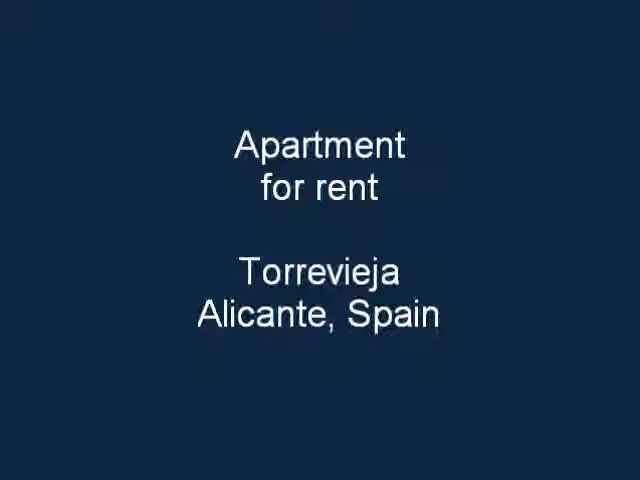 Apartment
for rent
Torrevieja
Alicante, Spain